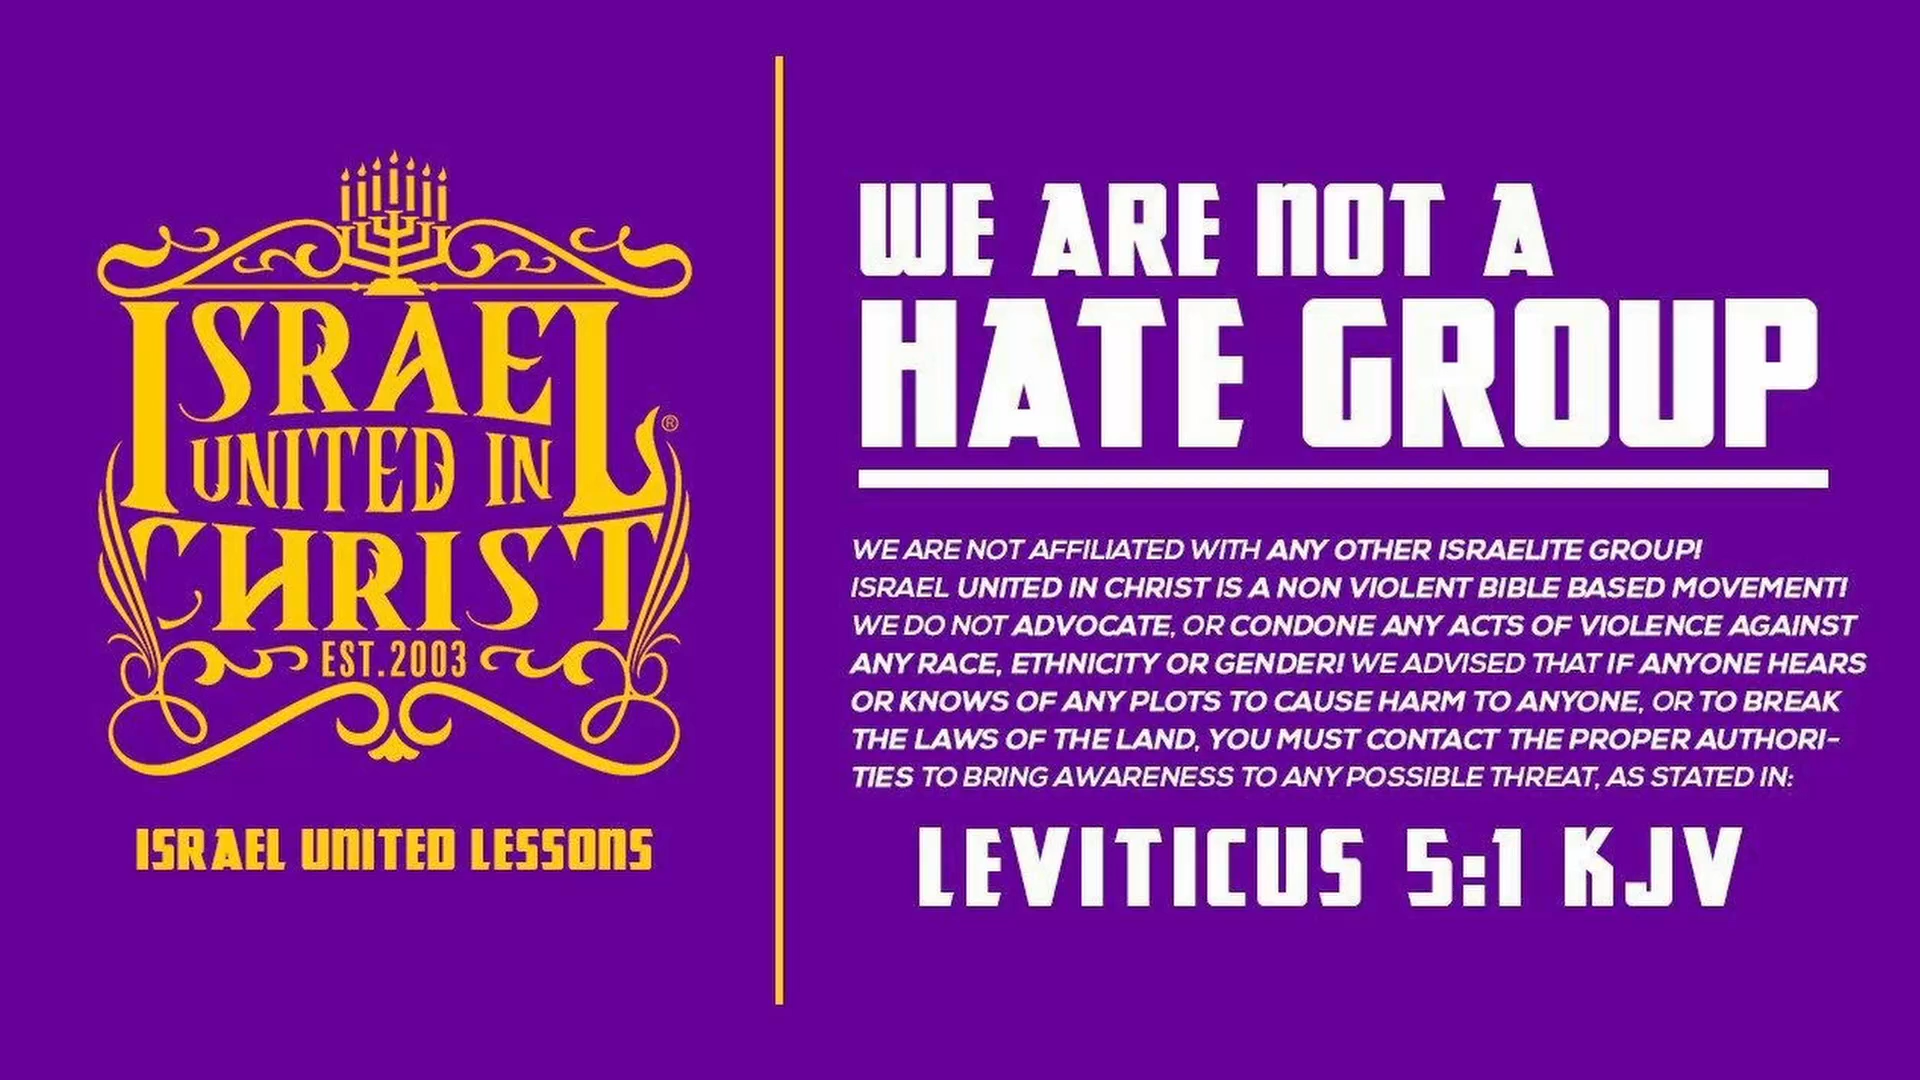 ISRAEL
UNITED IN
CHRIST
®
EST.2003
ISRAEL UNITED LESSONS
WE ARE NOT A
HATE GROUP
WE ARE NOT AFFILIATED WITH ANY OTHER ISRAELITE GROUP!
ISRAEL UNITED IN CHRIST IS A NON VIOLENT BIBLE BASED MOVEMENT!
WE DO NOT ADVOCATE, OR CONDONE ANY ACTS OF VIOLENCE AGAINST
ANY RACE, ETHNICITY OR GENDER! WE ADVISED THAT IF ANYONE HEARS
OR KNOWS OF ANY PLOTS TO CAUSE HARM TO ANYONE, OR TO BREAK
THE LAWS OF THE LAND, YOU MUST CONTACT THE PROPER AUTHORI-
TIES TO BRING AWARENESS TO ANY POSSIBLE THREAT, AS STATED IN:
LEVITICUS 5:1 KJV